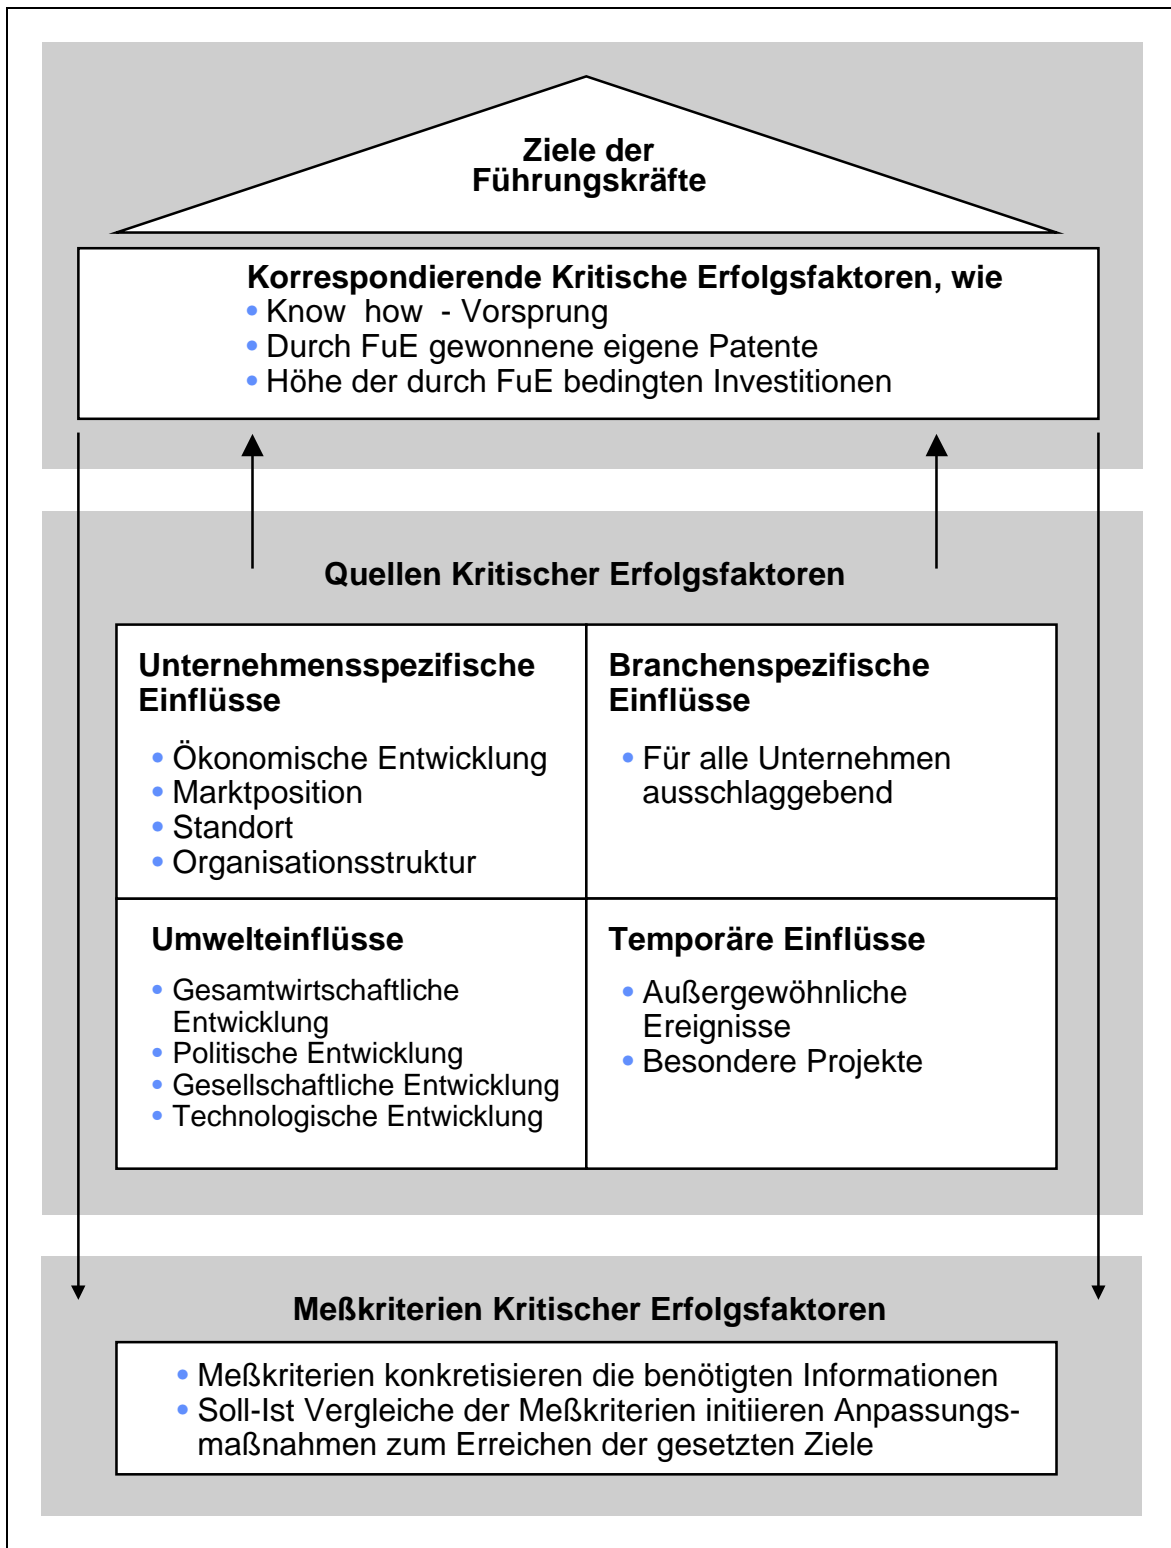 Ziele der
Führungskräfte
Korrespondierende Kritische Erfolgsfaktoren, wie
• Know how - Vorsprung
• Durch FuE gewonnene eigene Patente
• Höhe der durch FuE bedingten Investitionen
Quellen Kritischer Erfolgsfaktoren
Unternehmensspezifische
Einflüsse
• Ökonomische Entwicklung
• Marktposition
• Standort
• Organisationsstruktur
Branchenspezifische
Einflüsse
• Für alle Unternehmen
ausschlaggebend
Umwelteinflüsse
• Gesamtwirtschaftliche
Entwicklung
• Politische Entwicklung
• Gesellschaftliche Entwicklung
• Technologische Entwicklung
Temporäre Einflüsse
• Außergewöhnliche
Ereignisse
• Besondere Projekte
Meßkriterien Kritischer Erfolgsfaktoren
• Meßkriterien konkretisieren die benötigten Informationen
• Soll-Ist Vergleiche der Meßkriterien initiieren Anpassungs-
maßnahmen zum Erreichen der gesetzten Ziele